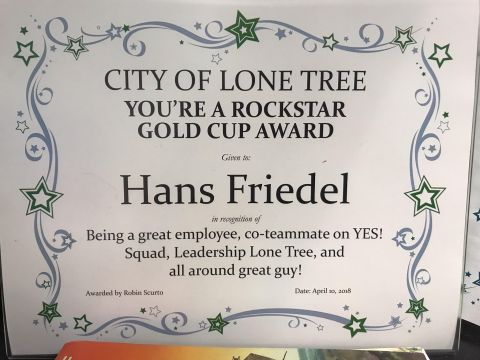 CITY OF LONE TREE
YOU'RE A ROCKSTAR
GOLD CUP AWARD
Given to:
Hans Friedel
in recognition of
Being a great employee, co-teammate on YES!
Squad, Leadership Lone Tree, and
all around great guy!
Awarded by Robin Scurto
Date: April 10, 2018